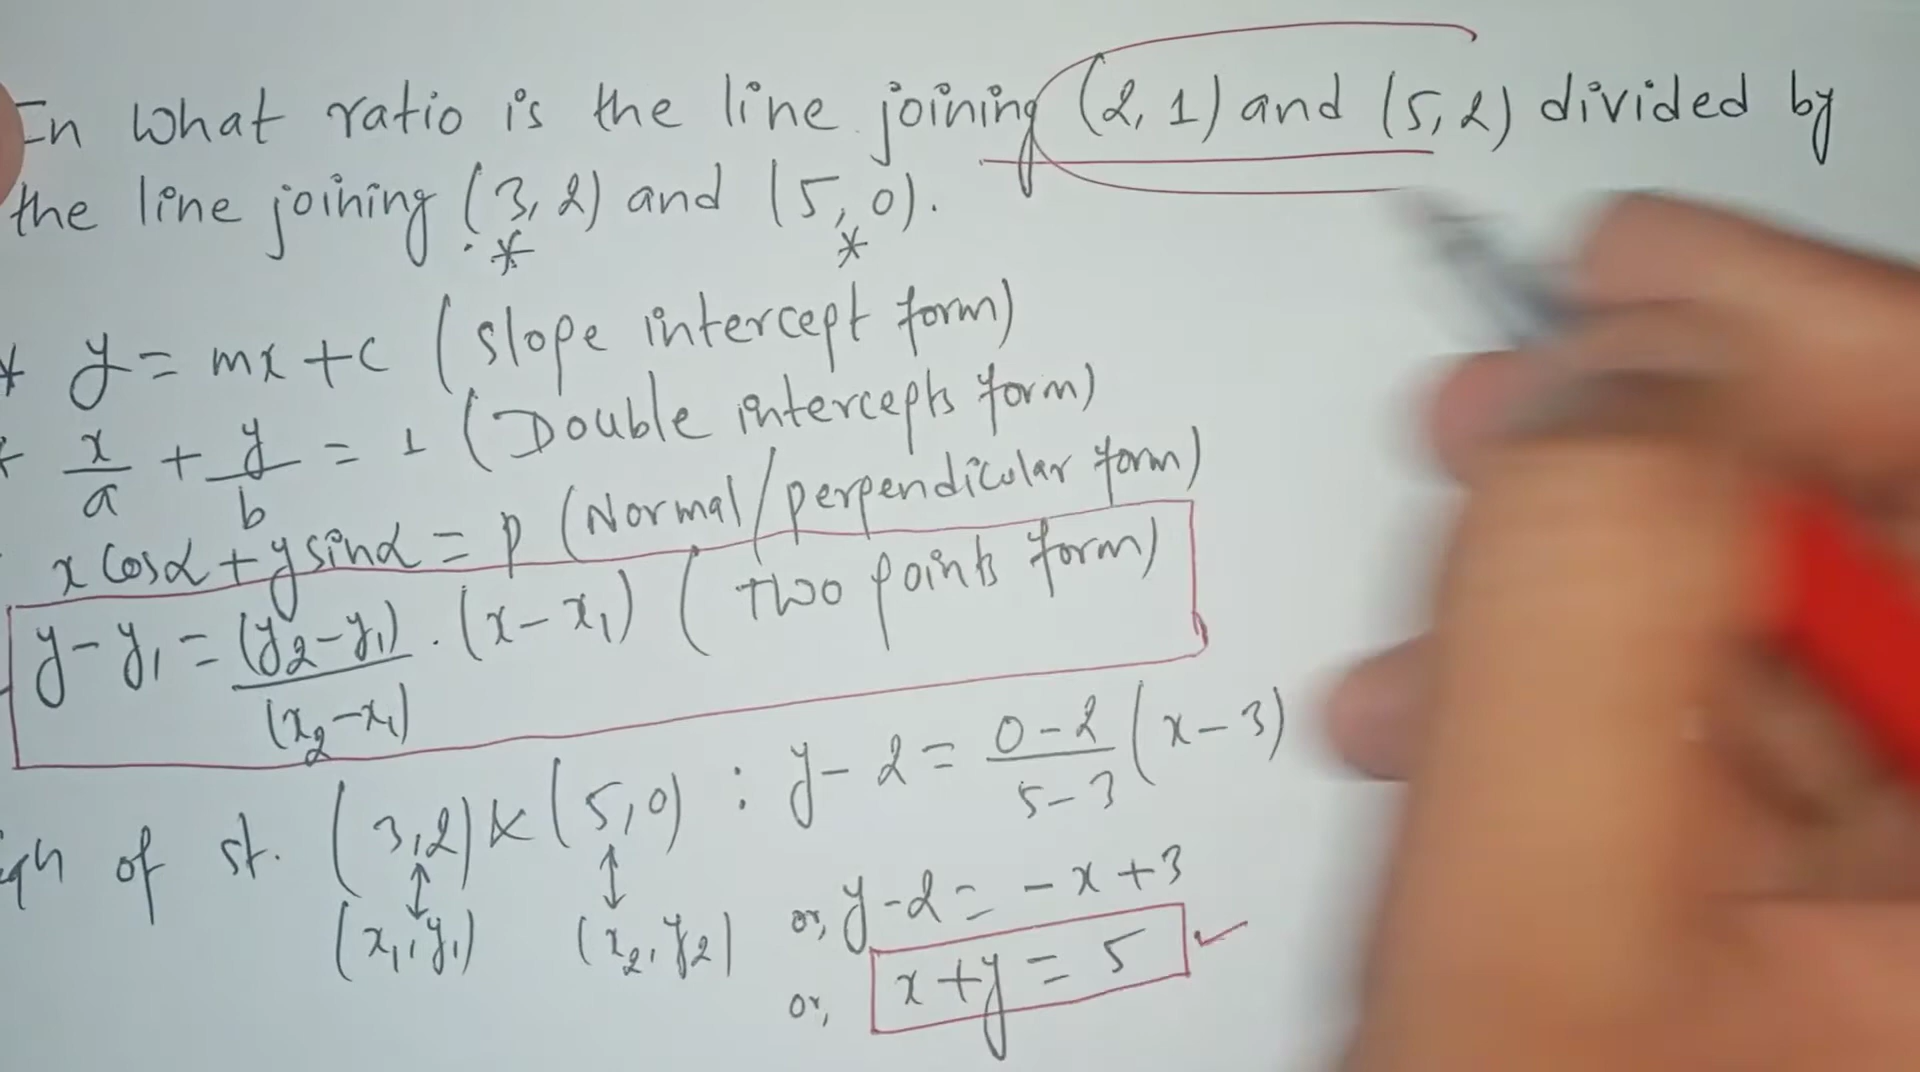 In what ratio is the line joining (2, 1) and (5, 2) divided by
the line joining (3, 2) and (5, 0).
* *
* y = mx + c (slope intercept form)
* x/a + y/b = 1 (Double intercepts form)
x cosα + y sinα = p (Normal/perpendicular form)
y - y₁ = (y₂ - y₁)/(x₂ - x₁) . (x - x₁) (two points form)
eqn of st. (3,2) & (5,0) : y - 2 = 0-2/5-3 (x - 3)
(x₁, y₁) (x₂, y₂) or, y - 2 = - x + 3
or, x + y = 5